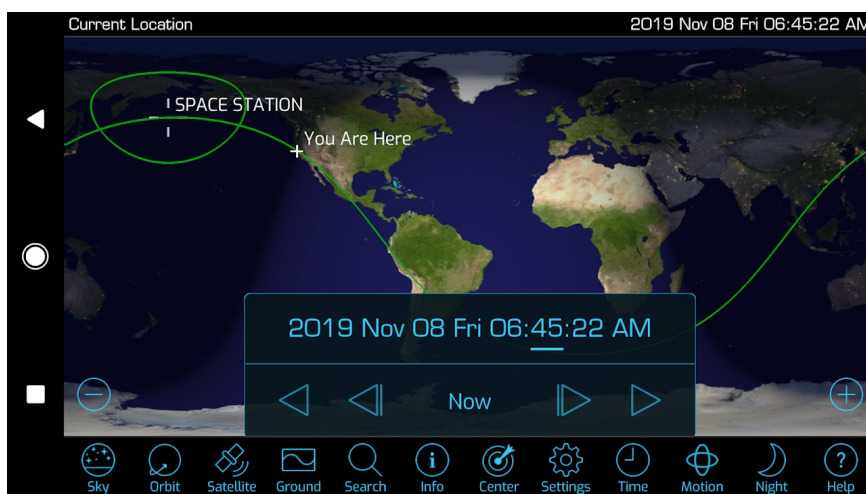 Current Location
2019 Nov 08 Fri 06:45:22 AM
SPACE STATION
You Are Here
2019 Nov 08 Fri 06:45:22 AM
Now
Sky Orbit Satellite Ground Search Info Center Settings Time Motion Night Help